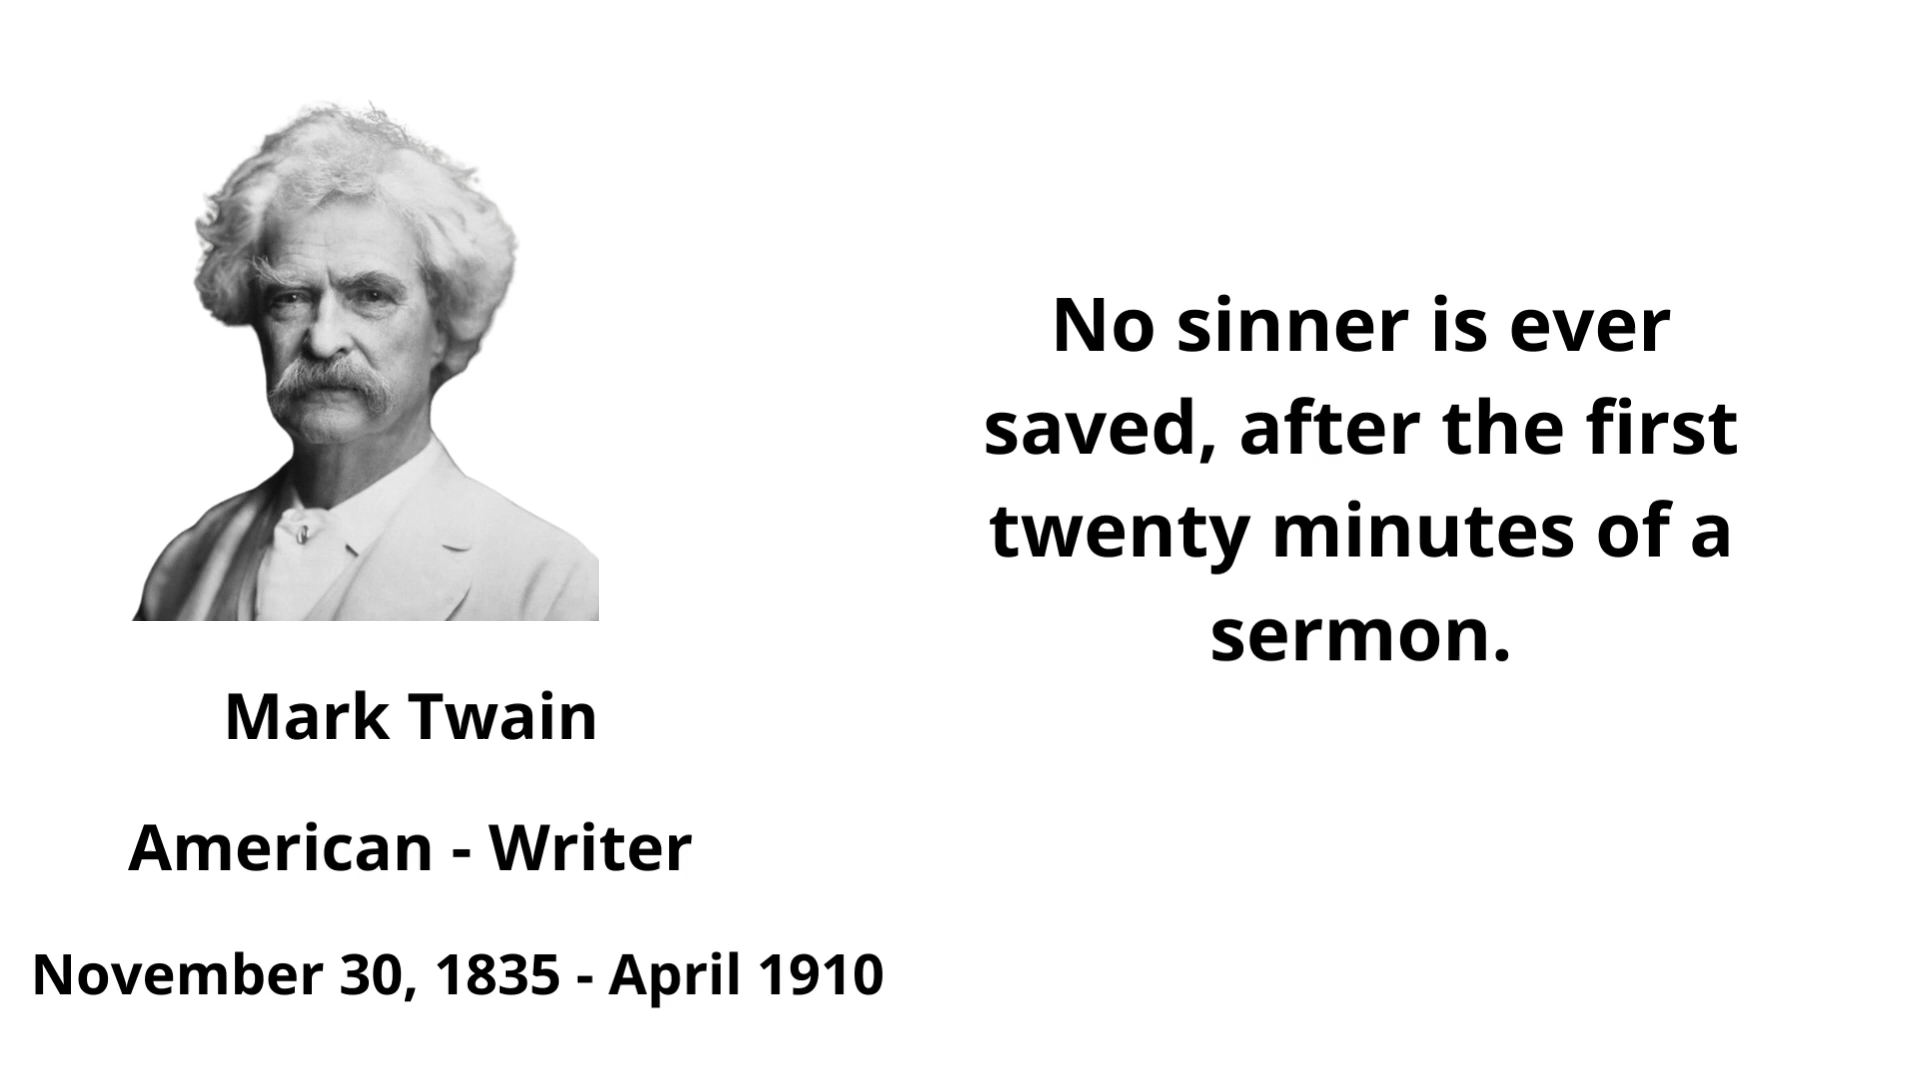 No sinner is ever
saved, after the first
twenty minutes of a
sermon.
Mark Twain
American - Writer
November 30, 1835 - April 1910